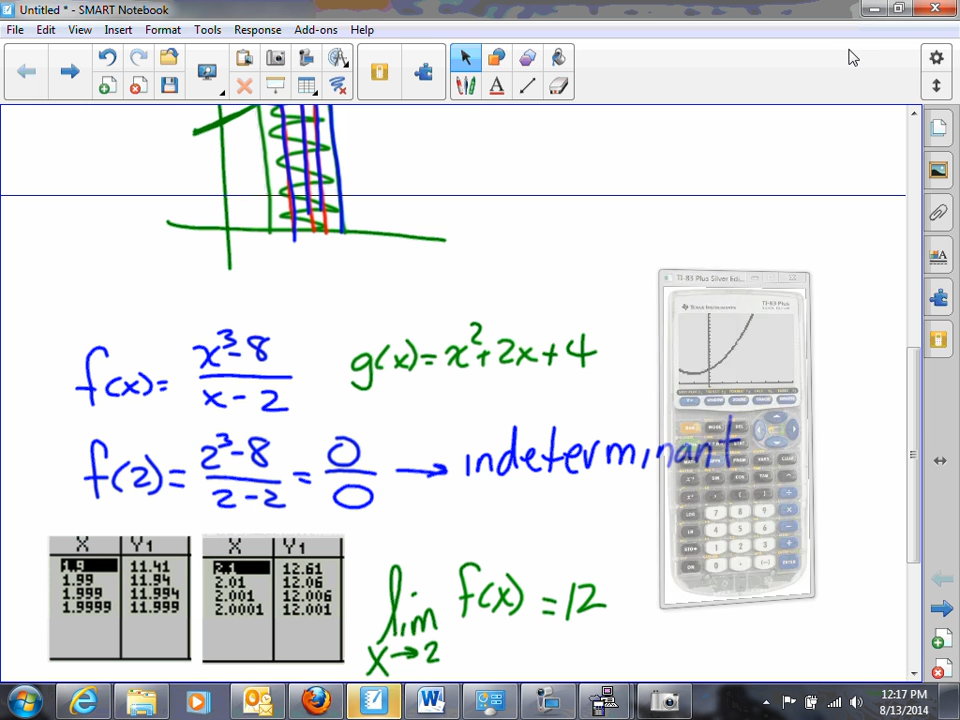 Untitled * - SMART Notebook
File Edit View Insert Format Tools Response Add-ons Help
TI-83 Plus Silver Edi..
TEXAS INSTRUMENTS TI-83 Plus
f(x)= x³-8 / x-2
g(x)= x²+2x+4
f(2)= 2³-8 / 2-2 = 0/0 → indeterminant
X Y1
1.9 11.41
1.99 11.94
1.999 11.994
1.9999 11.999
X Y1
2.1 12.61
2.01 12.06
2.001 12.006
2.0001 12.001
lim x→2 f(x) = 12
12:17 PM
8/13/2014